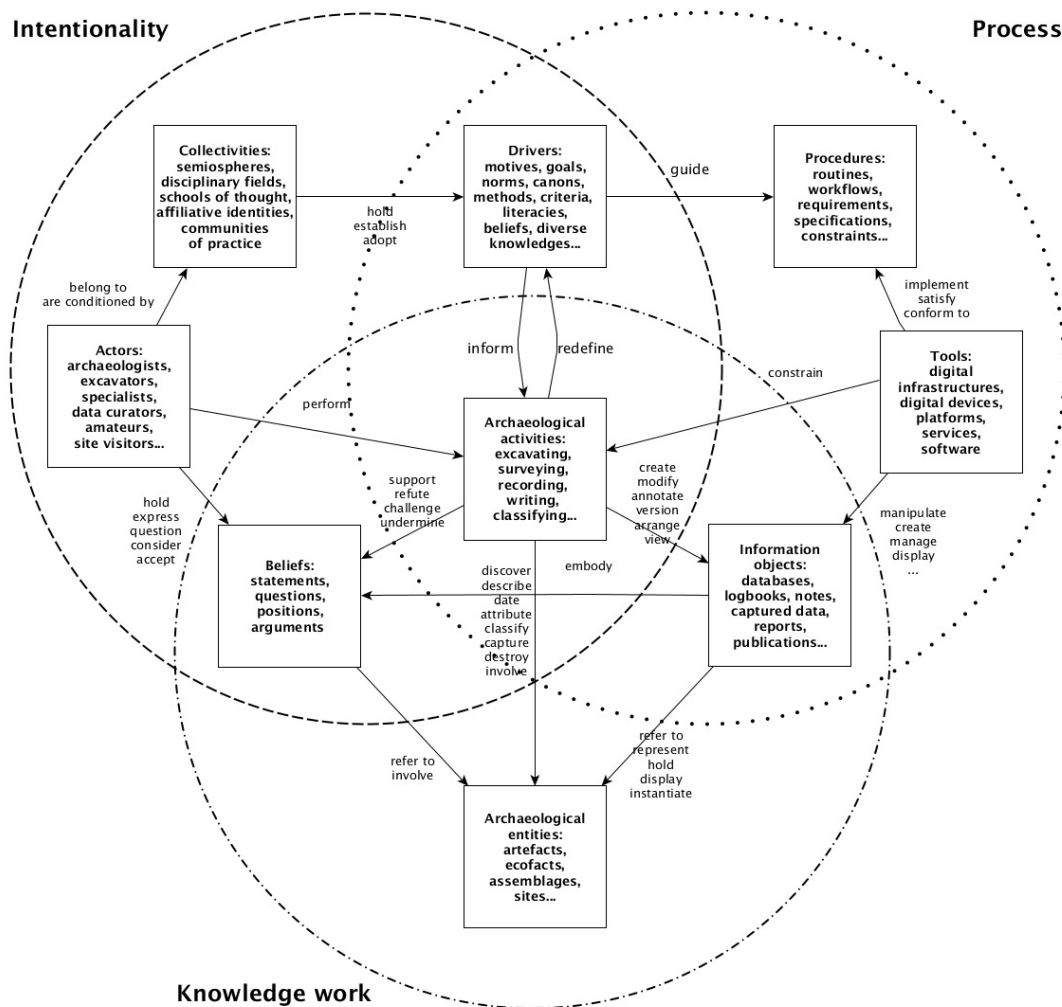 Intentionality
Process
Collectivities:
semiospheres,
disciplinary fields,
schools of thought,
affiliative identities,
communities
of practice
hold
establish
adopt
Drivers:
motives, goals,
norms, canons,
methods, criteria,
literacies,
beliefs, diverse
knowledges...
guide
Procedures:
routines,
workflows,
requirements,
specifications,
constraints...
belong to
are conditioned by
implement
satisfy
conform to
Actors:
archaeologists,
excavators,
specialists,
data curators,
amateurs,
site visitors...
inform
redefine
Tools:
digital
infrastructures,
digital devices,
platforms,
services,
software
perform
constrain
Archaeological
activities:
excavating,
surveying,
recording,
writing,
classifying...
hold
express
question
consider
accept
support
refute
challenge
undermine
create
modify
annotate
version
arrange
view
manipulate
create
manage
display
...
Beliefs:
statements,
questions,
positions,
arguments
discover
describe
date
attribute
classify
capture
destroy
involve
embody
Information
objects:
databases,
logbooks, notes,
captured data,
reports,
publications...
refer to
involve
refer to
represent
hold
display
instantiate
Archaeological
entities:
artefacts,
ecofacts,
assemblages,
sites...
Knowledge work